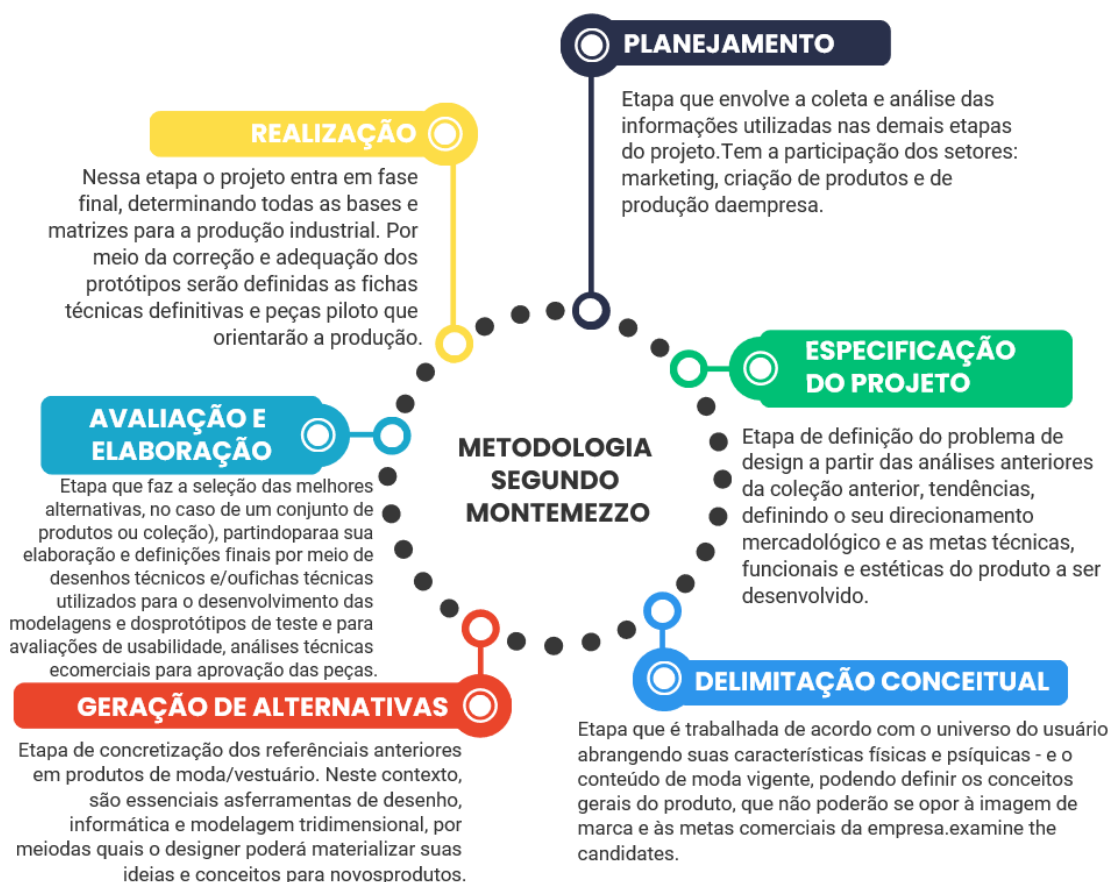 PLANEJAMENTO
Etapa que envolve a coleta e análise das
informações utilizadas nas demais etapas
do projeto.Tem a participação dos setores:
marketing, criação de produtos e de
produção daempresa.
ESPECIFICAÇÃO
DO PROJETO
Etapa de definição do problema de
design a partir das análises anteriores
da coleção anterior, tendências,
definindo o seu direcionamento
mercadológico e as metas técnicas,
funcionais e estéticas do produto a ser
desenvolvido.
DELIMITAÇÃO CONCEITUAL
Etapa que é trabalhada de acordo com o universo do usuário
abrangendo suas características físicas e psíquicas - e o
conteúdo de moda vigente, podendo definir os conceitos
gerais do produto, que não poderão se opor à imagem de
marca e às metas comerciais da empresa.examine the
candidates.
GERAÇÃO DE ALTERNATIVAS
Etapa de concretização dos referênciais anteriores
em produtos de moda/vestuário. Neste contexto,
são essenciais asferramentas de desenho,
informática e modelagem tridimensional, por
meiodas quais o designer poderá materializar suas
ideias e conceitos para novosprodutos.
AVALIAÇÃO E
ELABORAÇÃO
Etapa que faz a seleção das melhores
alternativas, no caso de um conjunto de
produtos ou coleção), partindoparaa sua
elaboração e definições finais por meio de
desenhos técnicos e/oufichas técnicas
utilizados para o desenvolvimento das
modelagens e dosprotótipos de teste e para
avaliações de usabilidade, análises técnicas
ecomerciais para aprovação das peças.
REALIZAÇÃO
Nessa etapa o projeto entra em fase
final, determinando todas as bases e
matrizes para a produção industrial. Por
meio da correção e adequação dos
protótipos serão definidas as fichas
técnicas definitivas e peças piloto que
orientarão a produção.
METODOLOGIA
SEGUNDO
MONTEMEZZO